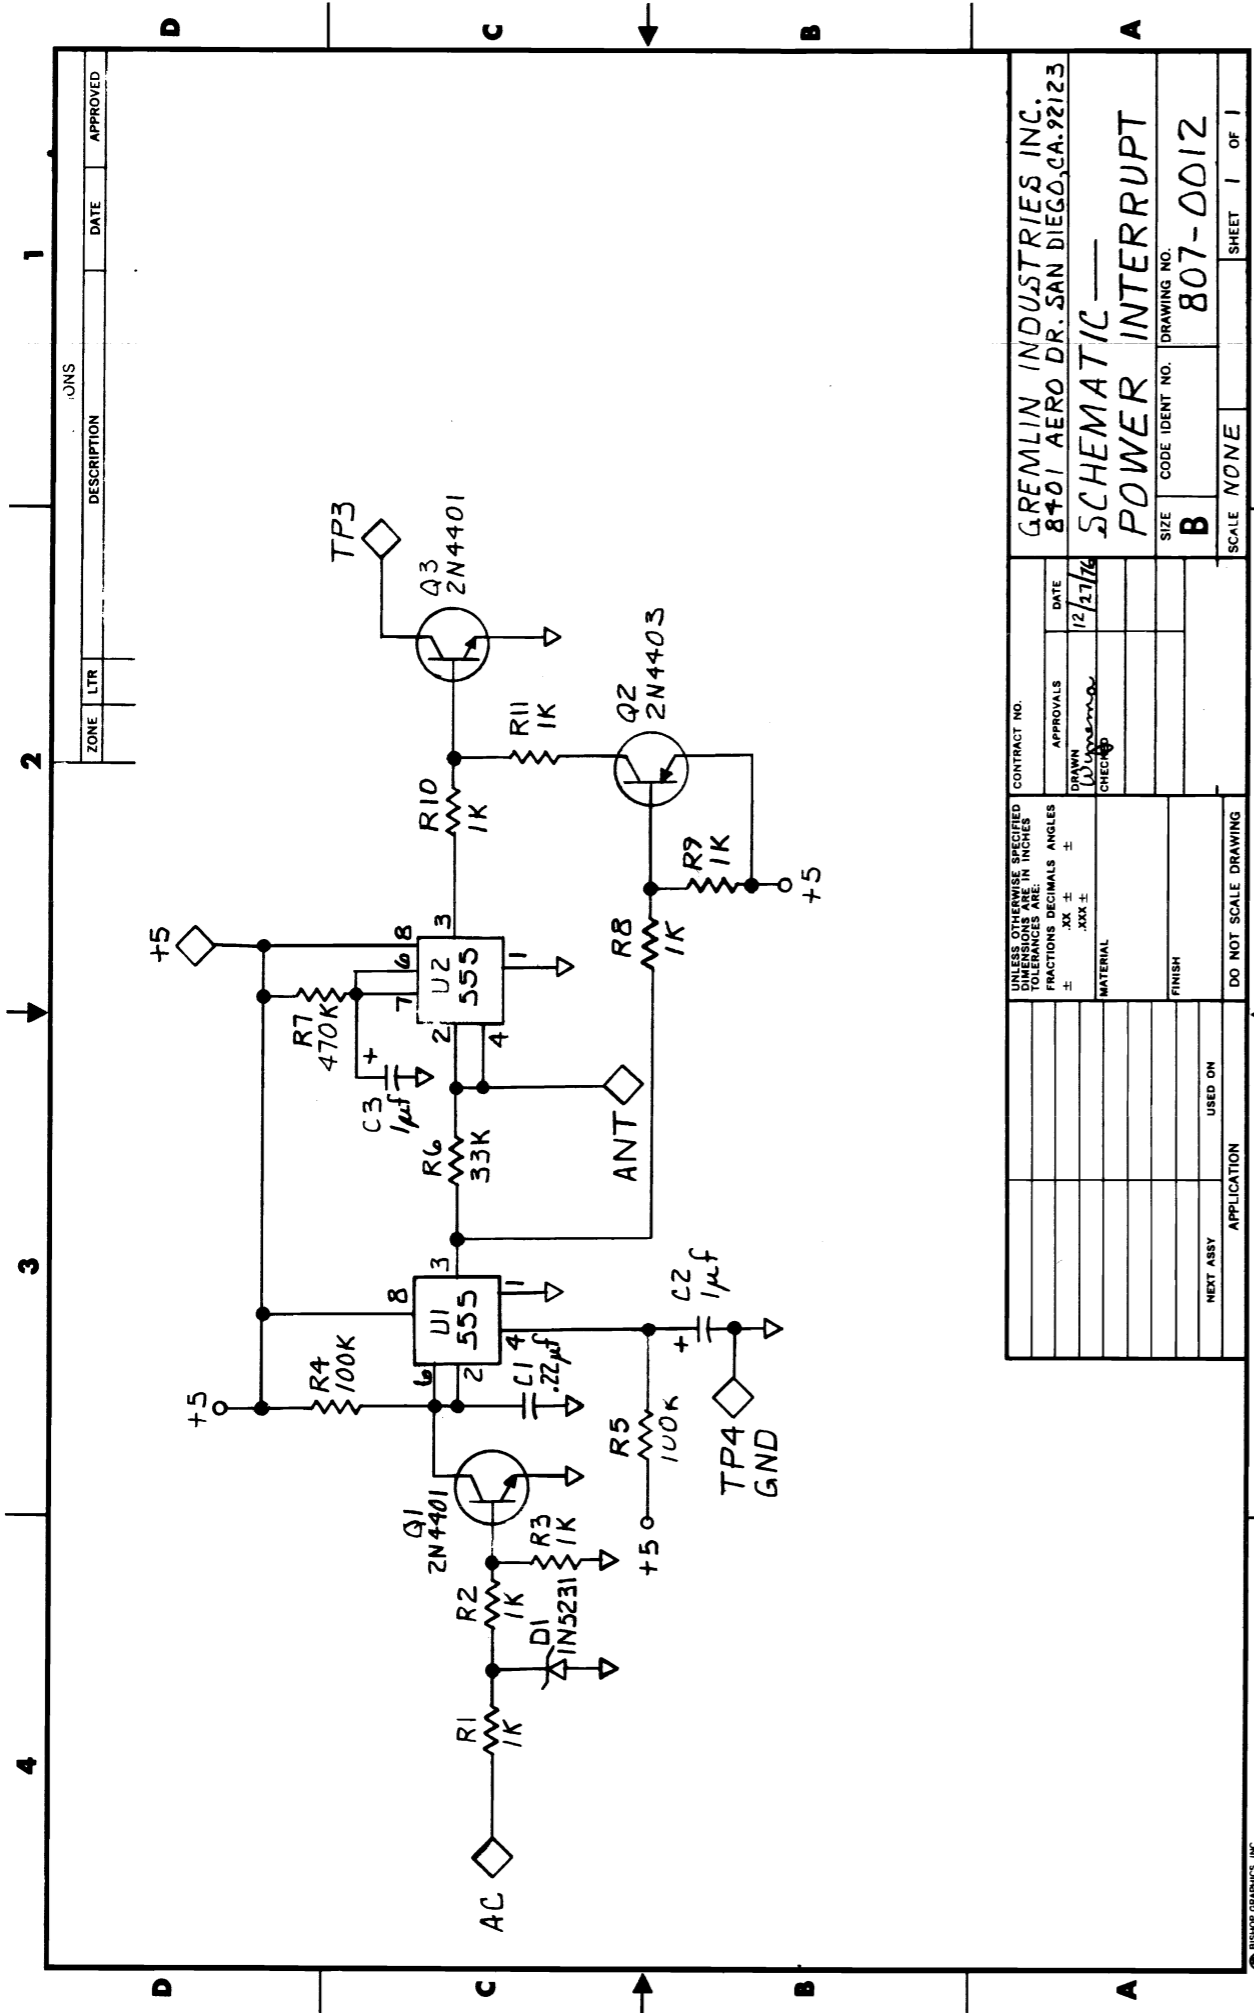 4
3
2
1
D
C
B
A
D
C
B
A
IONS
ZONE
LTR
DESCRIPTION
DATE
APPROVED
+5
+5
R4
100K
R7
470K
C3
1µf
+
TP3
Q3
2N4401
Q1
2N4401
6
2
8
U1
555
3
1
4
R6
33K
2
4
7
6
8
U2
555
3
1
R10
1K
R11
1K
AC
R1
1K
R2
1K
R3
1K
D1
1N5231
C1
.22µf
ANT
R8
1K
R9
1K
+5
Q2
2N4403
+5
R5
100K
+
C2
1µf
TP4
GND
NEXT ASSY
USED ON
APPLICATION
UNLESS OTHERWISE SPECIFIED
DIMENSIONS ARE IN INCHES
TOLERANCES ARE:
FRACTIONS DECIMALS ANGLES
± .XX ± ±
.XXX ±
MATERIAL
FINISH
DO NOT SCALE DRAWING
CONTRACT NO.
APPROVALS
DATE
DRAWN
12/27/76
CHECKED
GREMLIN INDUSTRIES INC.
8401 AERO DR. SAN DIEGO, CA. 92123
SCHEMATIC—
POWER INTERRUPT
SIZE
B
CODE IDENT NO.
DRAWING NO.
807-0012
SCALE NONE
SHEET 1 OF 1
BISHOP GRAPHICS, INC.